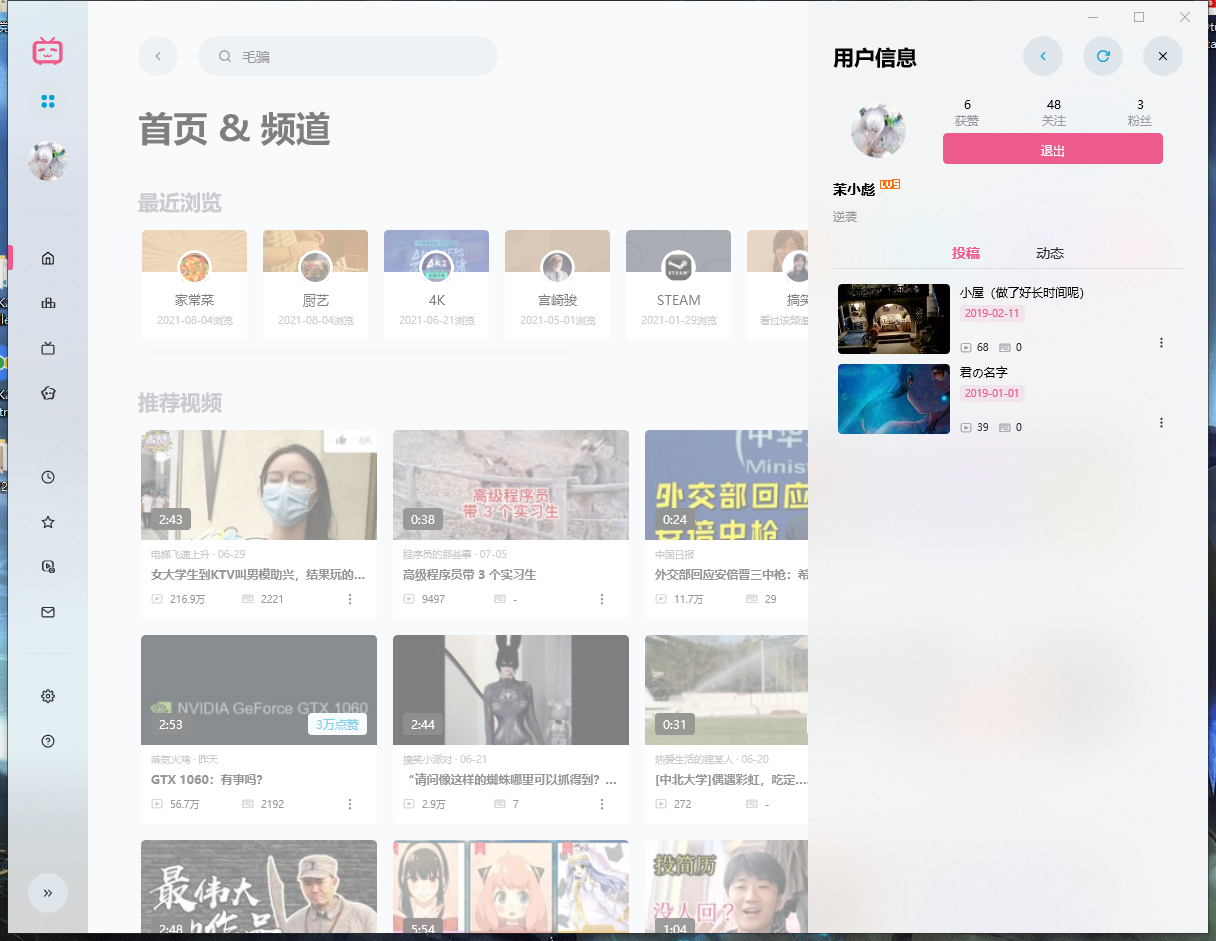 毛骗
首页 & 频道
最近浏览
家常菜
2021-08-04浏览
厨艺
2021-08-04浏览
4K
2021-06-21浏览
宫崎骏
2021-05-01浏览
STEAM
2021-01-29浏览
搞笑
看过该频道
推荐视频
6K
2:43
电梯飞速上升 · 06-29
女大学生到KTV叫男模助兴，结果玩的...
216.9万
2221
高级程序员
带 3 个实习生
0:38
程序员的那些事 · 07-05
高级程序员带 3 个实习生
9497
-
Minis
外交部回应
安倍中枪
0:24
中国日报
外交部回应安倍晋三中枪：希
11.7万
29
NVIDIA GeForce GTX 1060
2:53
3万点赞
蒸氪火鸡 · 昨天
GTX 1060：有事吗?
56.7万
2192
2:44
搞笑小派对 · 06-21
“请问像这样的蜘蛛哪里可以抓得到？...
2.9万
7
0:31
热爱生活的狸某人 · 06-20
[中北大学]偶遇彩虹，吃定...
272
-
最伟大
作品
2:48
5:54
投简历
没人回？
1:04
用户信息
6
获赞
48
关注
3
粉丝
退出
茉小彪 LV5
逆袭
投稿
动态
小屋（做了好长时间呢）
2019-02-11
68
0
君の名字
2019-01-01
39
0